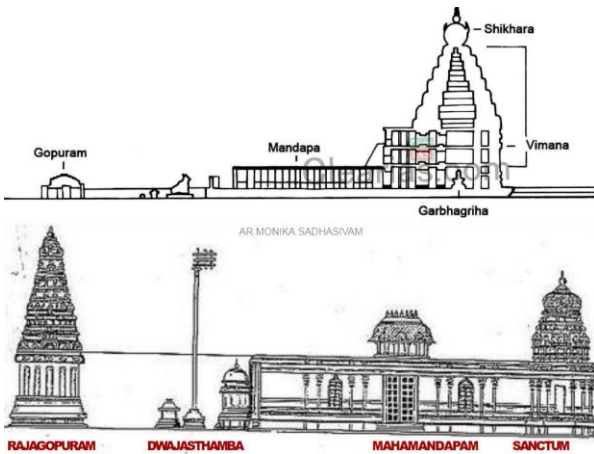 Shikhara
Vimana
Mandapa
Gopuram
Garbhagriha
AR.MONIKA SADHASIVAM
RAJAGOPURAM DWAJASTHAMBA MAHAMANDAPAM SANCTUM